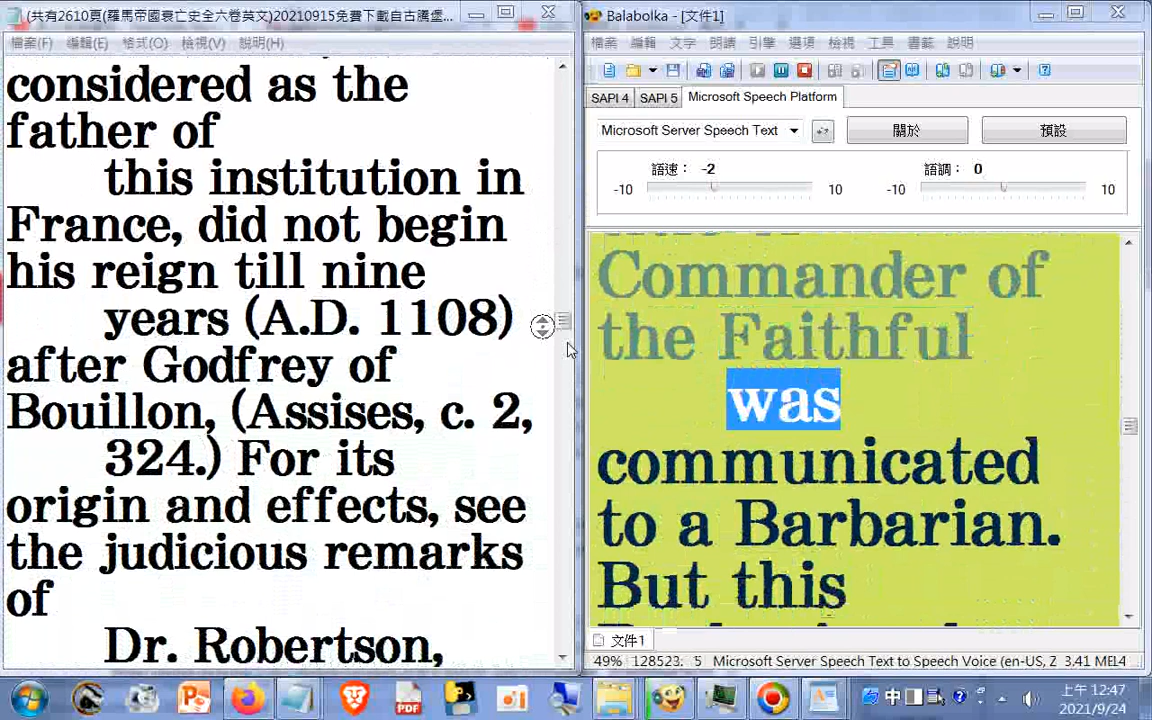 (共有2610頁(羅馬帝國衰亡史全六卷英文)20210915免費下載自古騰堡...
檔案(F) 編輯(E) 格式(O) 檢視(V) 說明(H)
considered as the
father of
this institution in
France, did not begin
his reign till nine
years (A.D. 1108)
after Godfrey of
Bouillon, (Assises, c. 2,
324.) For its
origin and effects, see
the judicious remarks
of
Dr. Robertson,
Balabolka - [文件1]
檔案 編輯 文字 朗讀 引擎 選項 檢視 工具 書籤 說明
SAPI 4 SAPI 5 Microsoft Speech Platform
Microsoft Server Speech Text 關於 預設
語速： -2 語調： 0
-10 10 -10 10
Commander of
the Faithful
was
communicated
to a Barbarian.
But this
文件1
49% 128523: 5 Microsoft Server Speech Text to Speech Voice (en-US, Z 3.41 MB
中
上午 12:47
2021/9/24